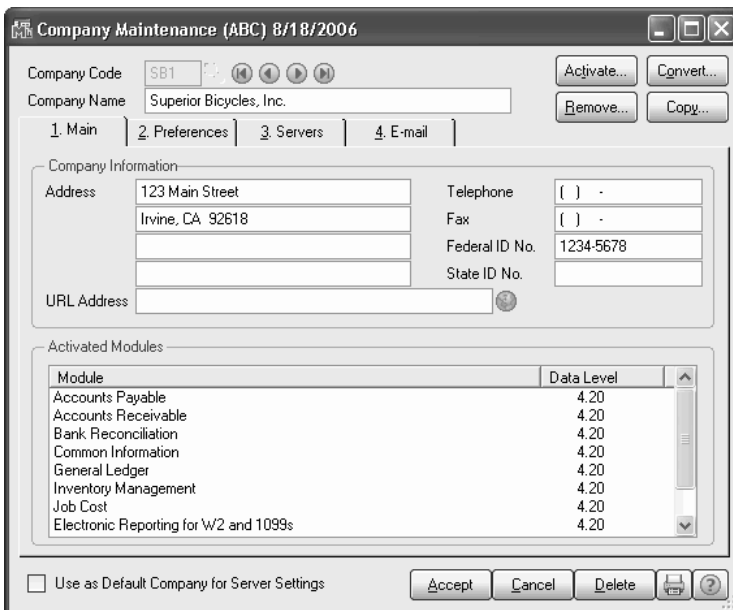 Company Maintenance (ABC) 8/18/2006
Company Code SB1 Activate... Convert...
Company Name Superior Bicycles, Inc. Remove... Copy...
1. Main 2. Preferences 3. Servers 4. E-mail
Company Information
Address 123 Main Street Telephone ( ) -
Irvine, CA 92618 Fax ( ) -
Federal ID No. 1234-5678
State ID No.
URL Address
Activated Modules
Module Data Level
Accounts Payable 4.20
Accounts Receivable 4.20
Bank Reconciliation 4.20
Common Information 4.20
General Ledger 4.20
Inventory Management 4.20
Job Cost 4.20
Electronic Reporting for W2 and 1099s 4.20
Use as Default Company for Server Settings Accept Cancel Delete ?